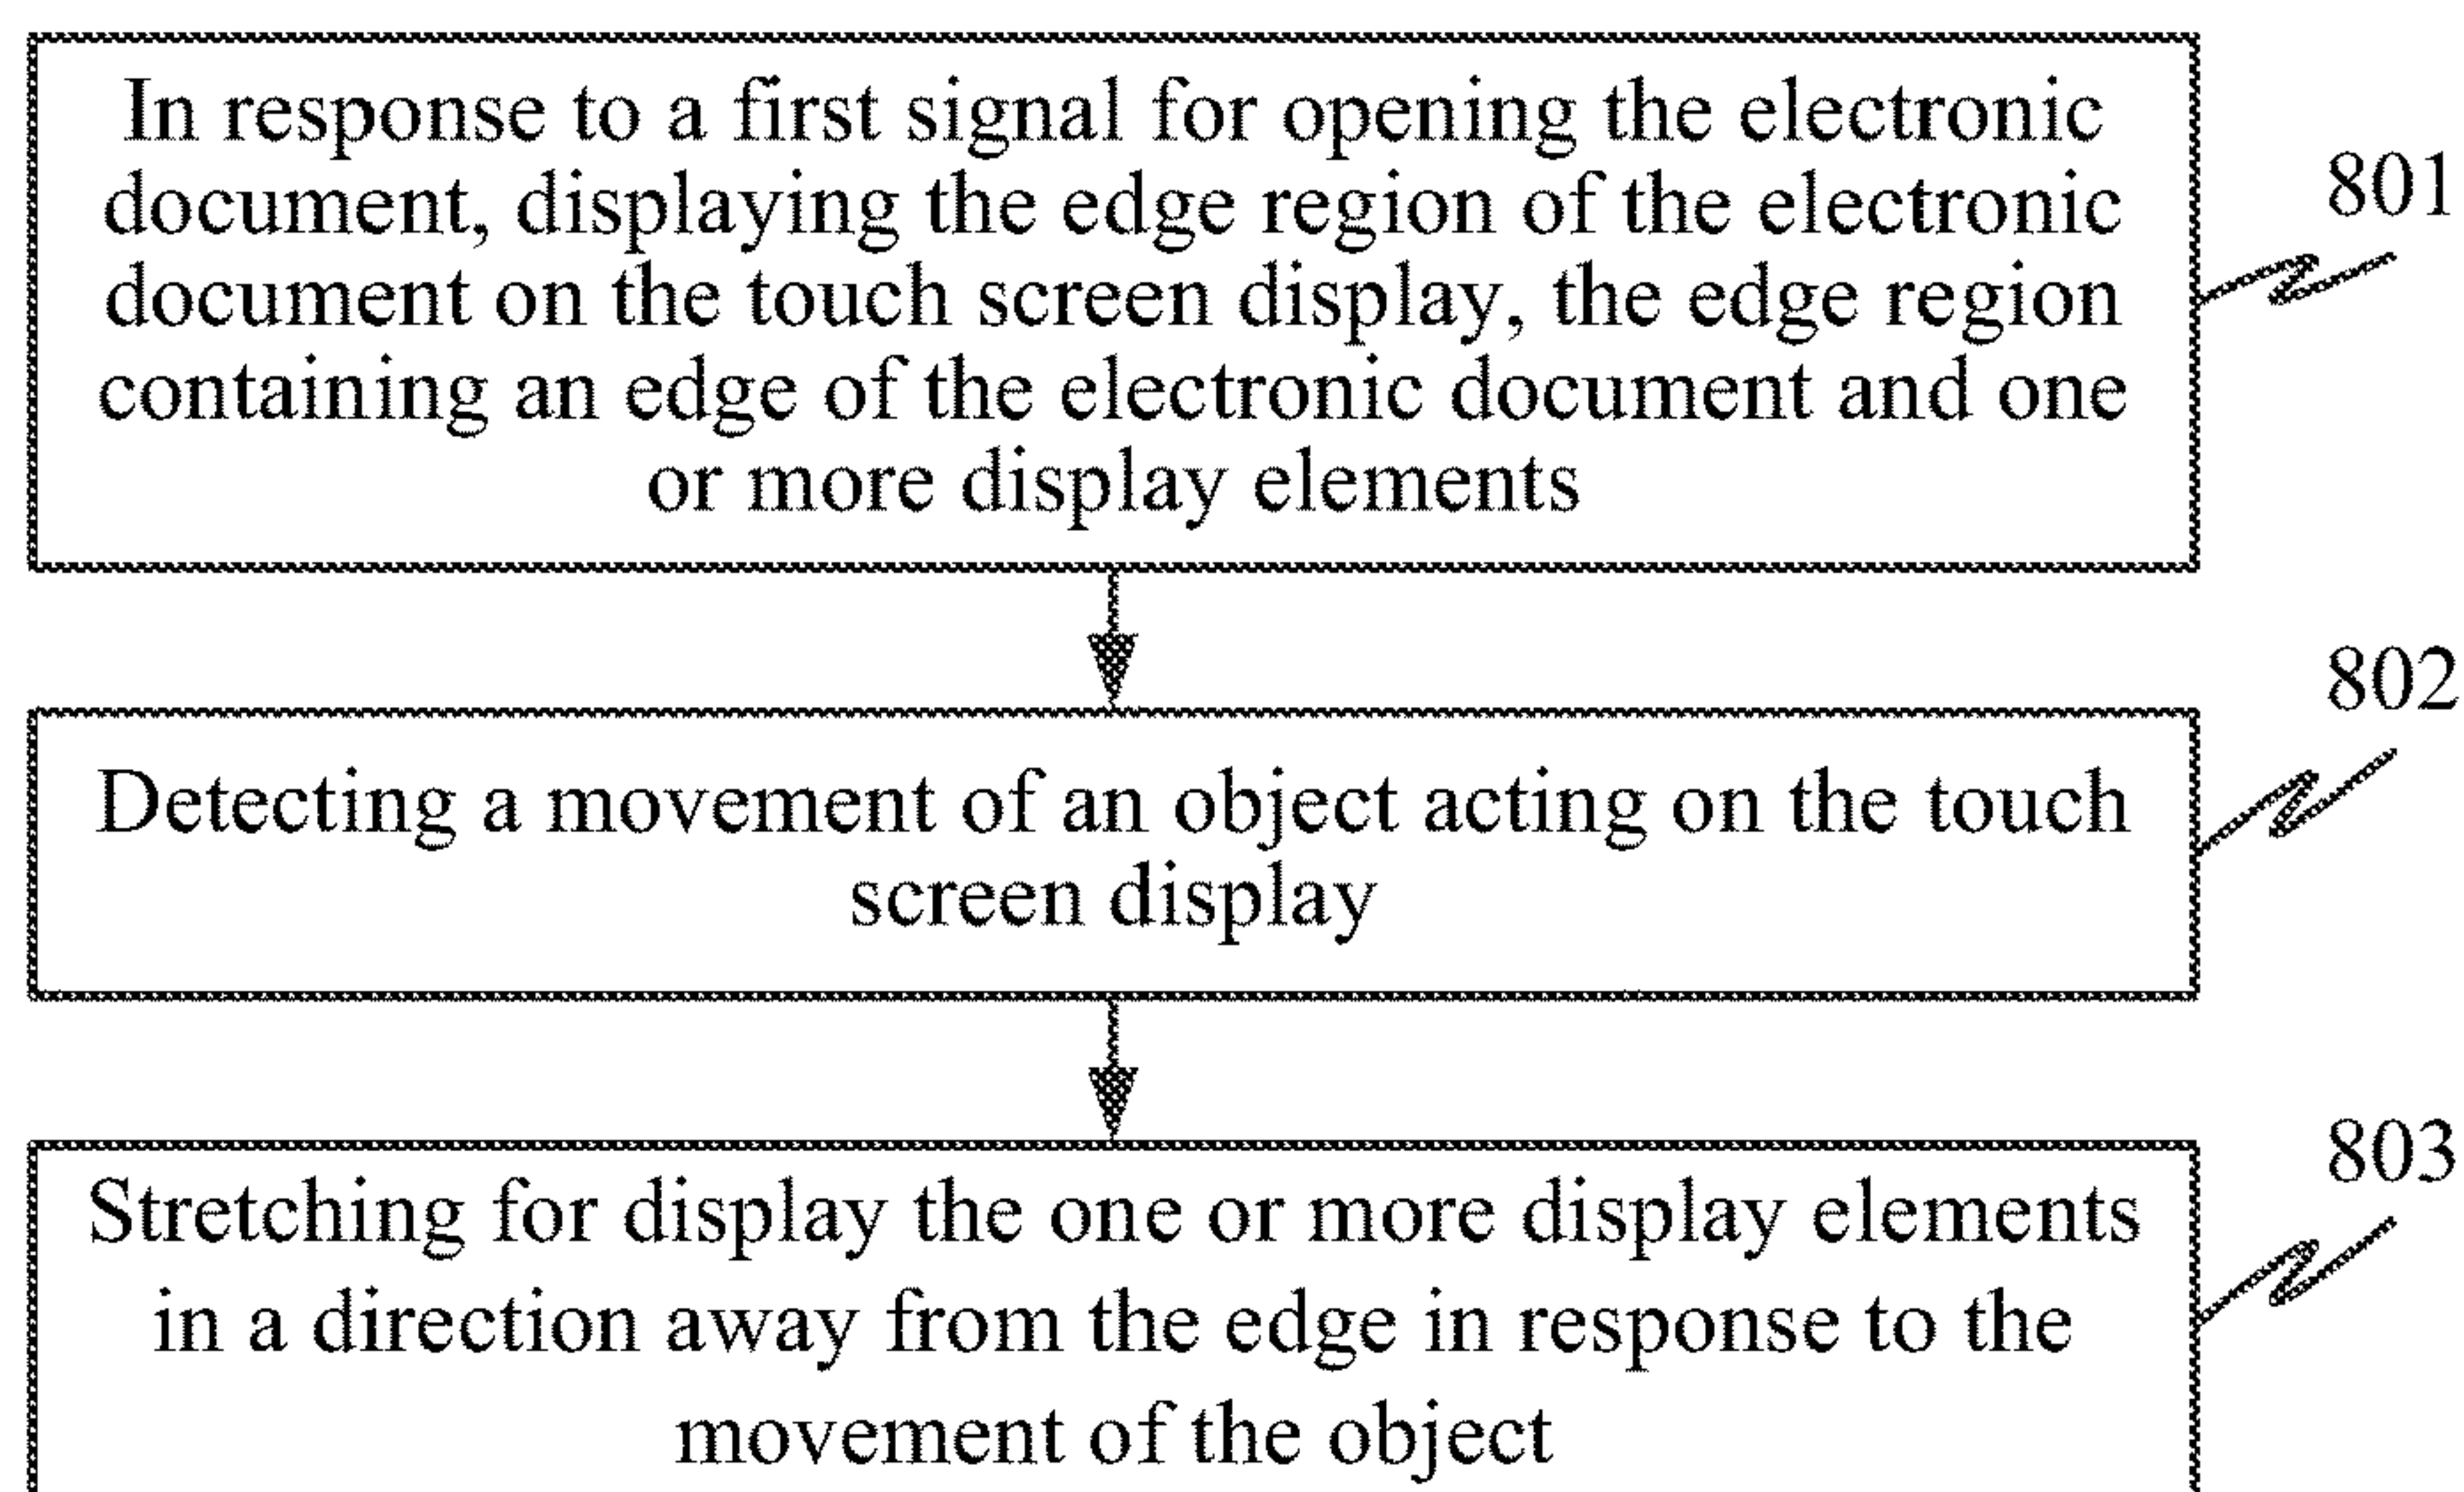 In response to a first signal for opening the electronic
document, displaying the edge region of the electronic
document on the touch screen display, the edge region
containing an edge of the electronic document and one
or more display elements
801
Detecting a movement of an object acting on the touch
screen display
802
Stretching for display the one or more display elements
in a direction away from the edge in response to the
movement of the object
803